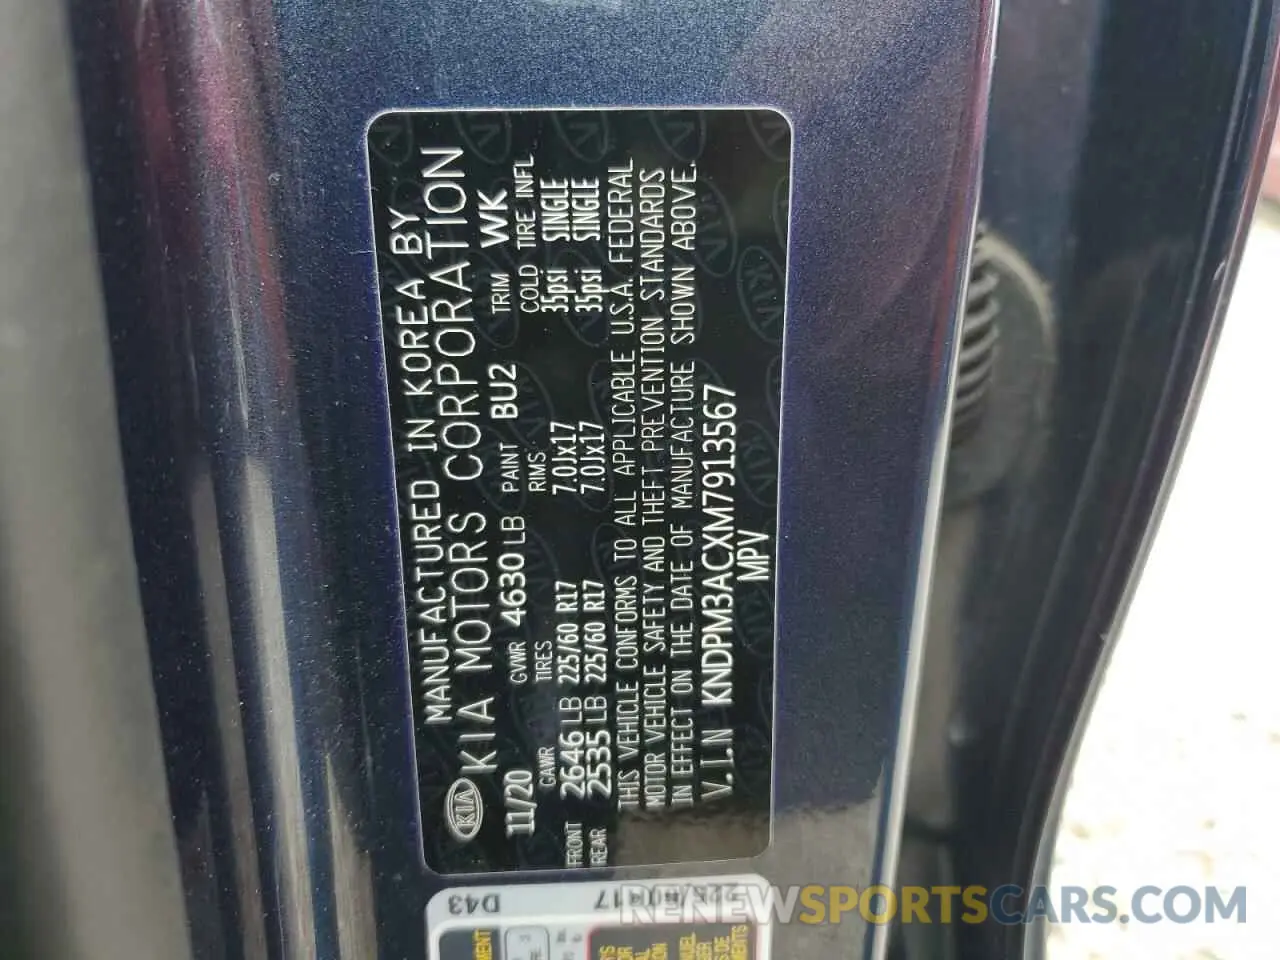 MANUFACTURED IN KOREA BY
KIA KIA MOTORS CORPORATION
11/20 GVWR 4630 LB PAINT BU2 TRIM WK
GAWR TIRES RIMS COLD TIRE INFL
FRONT 2646 LB 225/60 R17 7.0Jx17 35psi SINGLE
REAR 2535 LB 225/60 R17 7.0Jx17 35psi SINGLE
THIS VEHICLE CONFORMS TO ALL APPLICABLE U.S.A. FEDERAL
MOTOR VEHICLE SAFETY AND THEFT PREVENTION STANDARDS
IN EFFECT ON THE DATE OF MANUFACTURE SHOWN ABOVE.
V.I.N KNDPM3ACXM7913567
MPV
D43
RENEWSPORTSCARS.COM